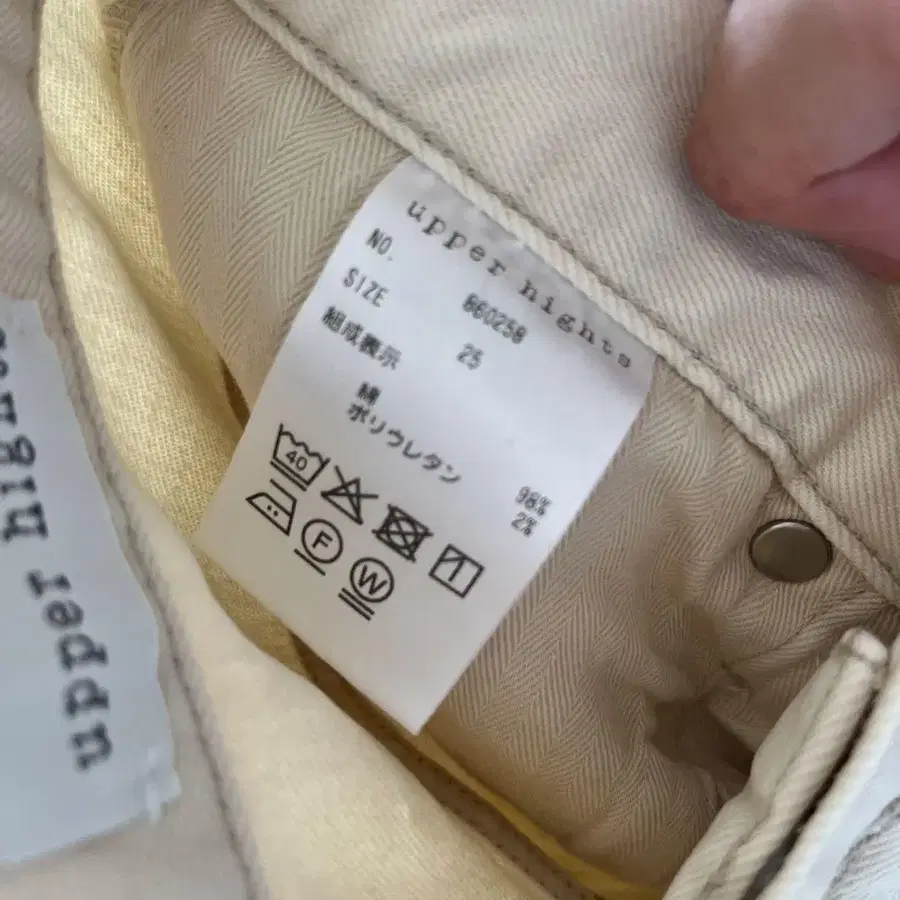 upper hights
NO. 660258
SIZE 25
組成表示
綿 98%
ポリウレタン 2%
40
F
W
upper hights